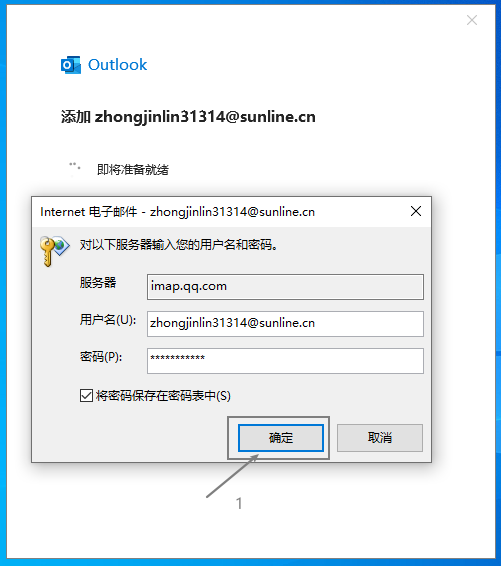 Outlook
添加 zhongjinlin31314@sunline.cn
即将准备就绪
Internet 电子邮件 - zhongjinlin31314@sunline.cn
对以下服务器输入您的用户名和密码。
服务器 imap.qq.com
用户名(U): zhongjinlin31314@sunline.cn
密码(P): ***********
将密码保存在密码表中(S)
确定 取消
1